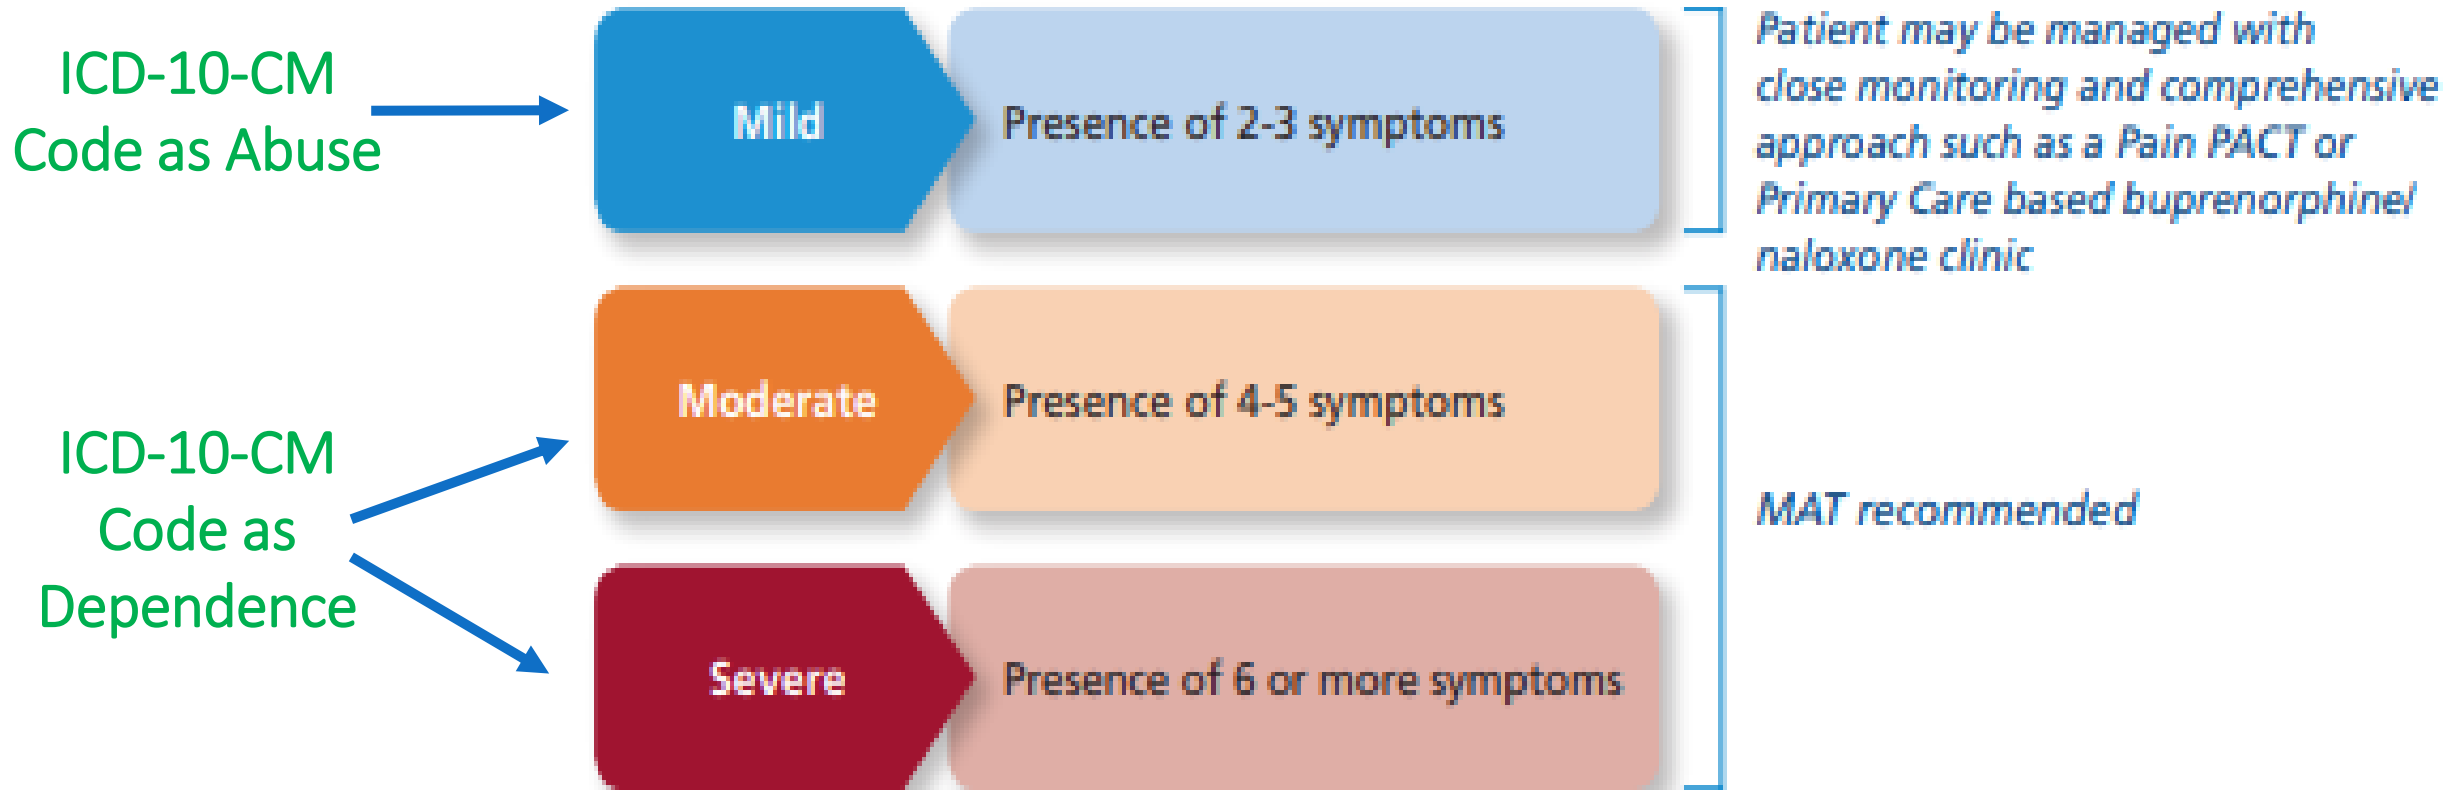 ICD-10-CM
Code as Abuse
Mild
Presence of 2-3 symptoms
Patient may be managed with
close monitoring and comprehensive
approach such as a Pain PACT or
Primary Care based buprenorphine/
naloxone clinic
ICD-10-CM
Code as
Dependence
Moderate
Presence of 4-5 symptoms
Severe
Presence of 6 or more symptoms
MAT recommended